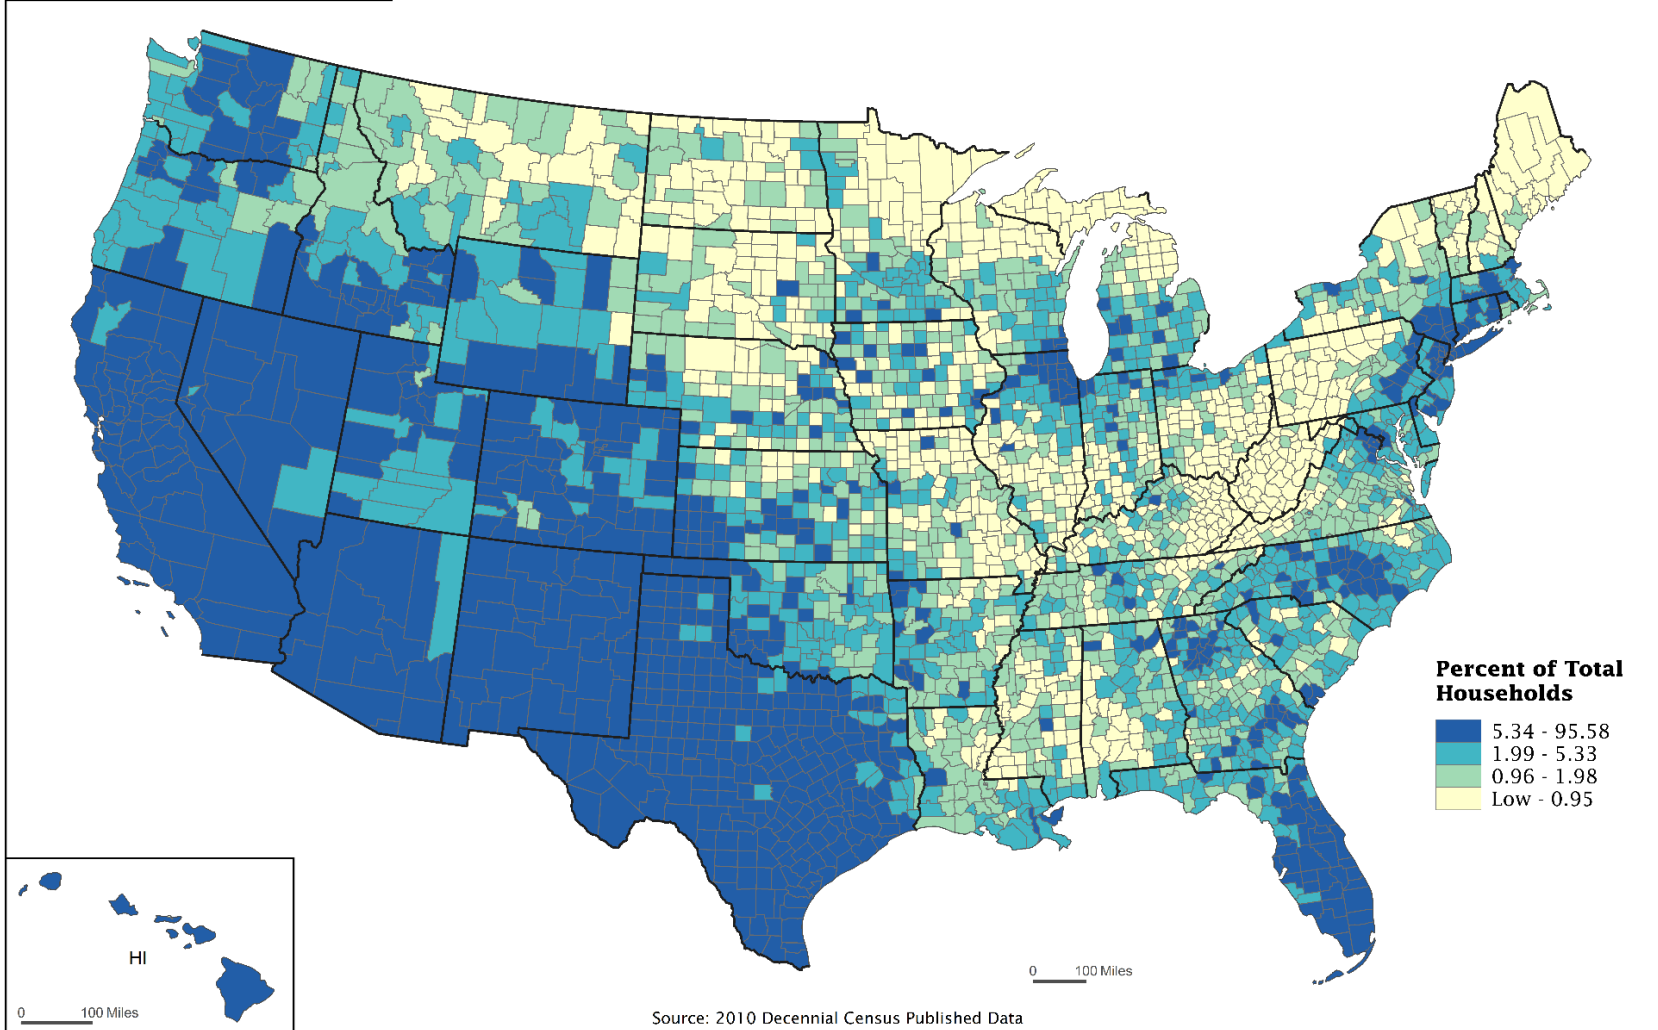 Percent of Total
Households
5.34 - 95.58
1.99 - 5.33
0.96 - 1.98
Low - 0.95
HI
0 100 Miles
0 100 Miles
Source: 2010 Decennial Census Published Data